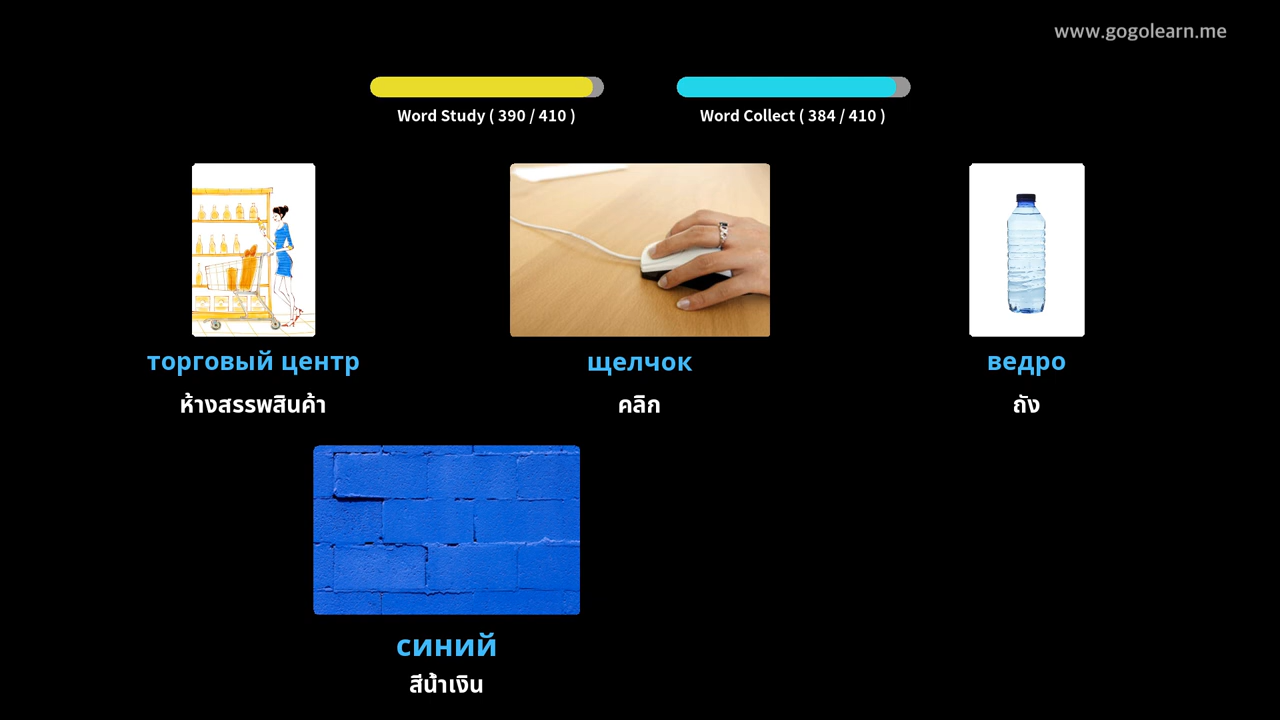 www.gogolearn.me
Word Study ( 390 / 410 )
Word Collect ( 384 / 410 )
торговый центр
ห้างสรรพสินค้า
щелчок
คลิก
ведро
ถัง
синий
สีน้ำเงิน